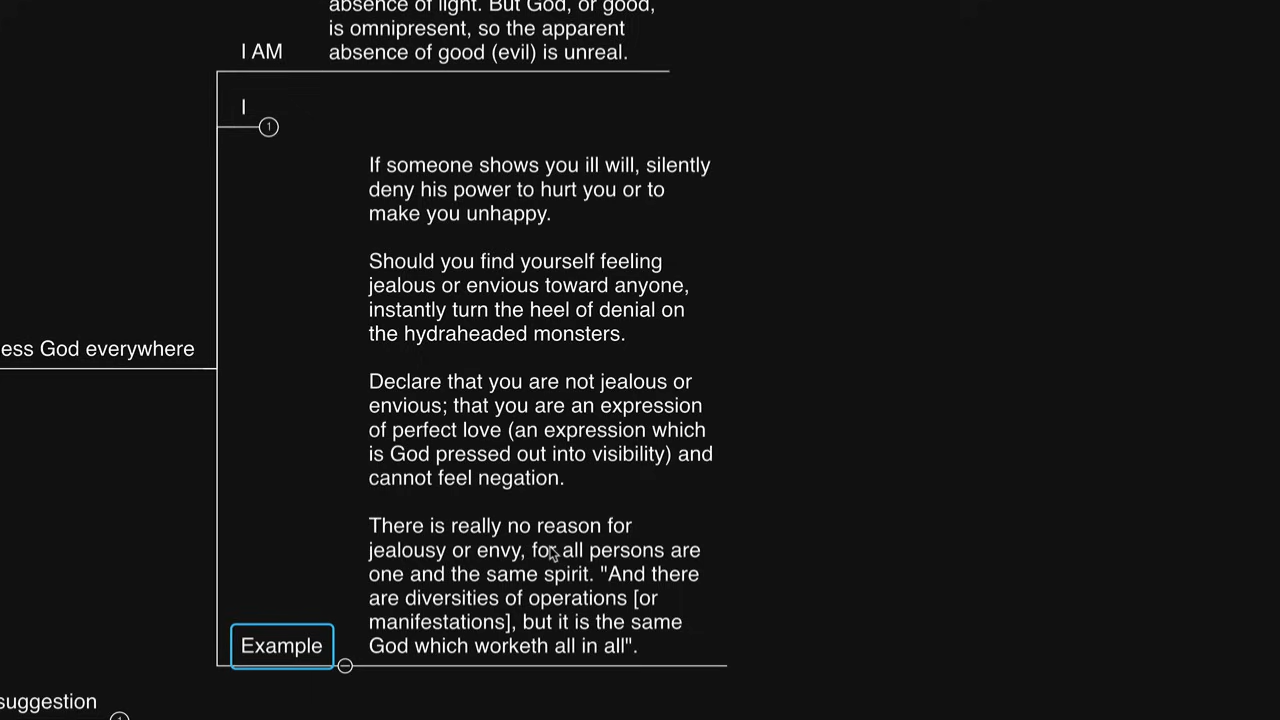 absence of light. But God, or good,
is omnipresent, so the apparent
absence of good (evil) is unreal.
I AM
I
1
If someone shows you ill will, silently
deny his power to hurt you or to
make you unhappy.
Should you find yourself feeling
jealous or envious toward anyone,
instantly turn the heel of denial on
the hydraheaded monsters.
ess God everywhere
Declare that you are not jealous or
envious; that you are an expression
of perfect love (an expression which
is God pressed out into visibility) and
cannot feel negation.
There is really no reason for
jealousy or envy, for all persons are
one and the same spirit. "And there
are diversities of operations [or
manifestations], but it is the same
God which worketh all in all".
Example
suggestion
1